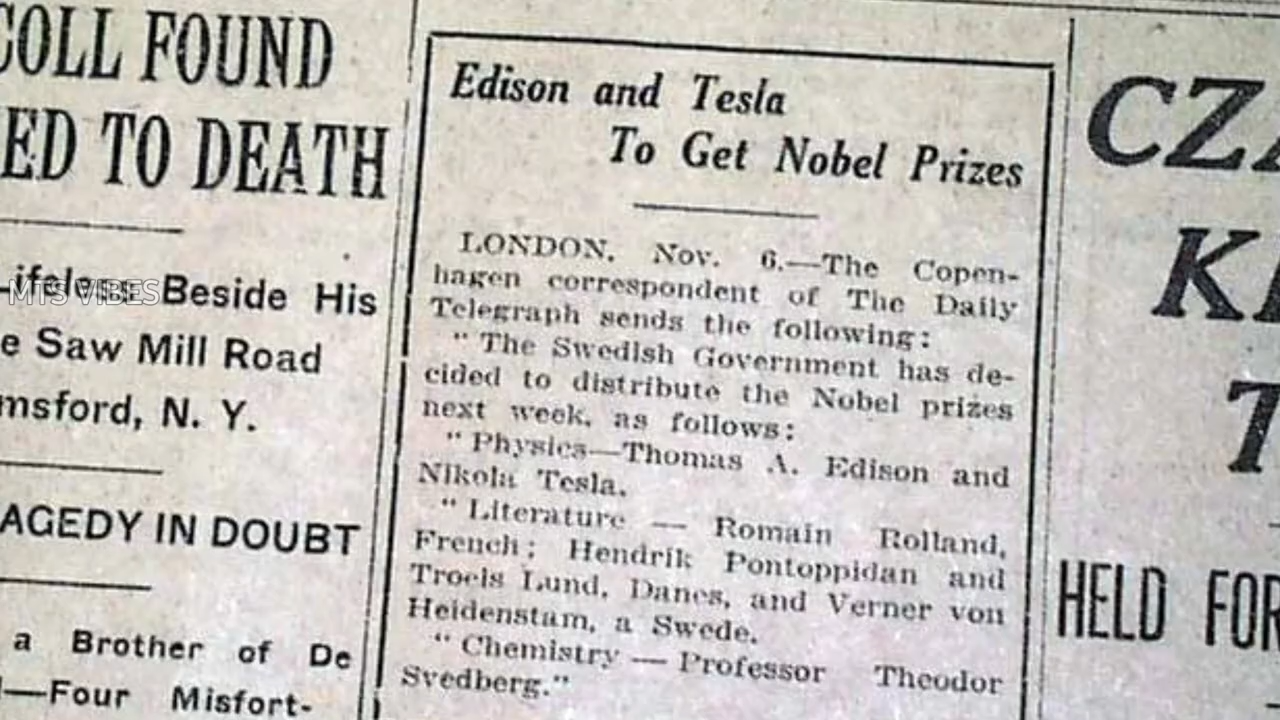 COLL FOUND
ED TO DEATH
Beside His
e Saw Mill Road
msford, N. Y.
AGEDY IN DOUBT
a Brother of De
—Four Misfort-
MTS VIBES
Edison and Tesla
To Get Nobel Prizes
LONDON, Nov. 6.—The Copen-
hagen correspondent of The Daily
Telegraph sends the following:
"The Swedish Government has de-
cided to distribute the Nobel prizes
next week, as follows:
"Physics—Thomas A. Edison and
Nikola Tesla.
"Literature — Romain Rolland,
French; Hendrik Pontoppidan and
Troels Lund, Danes, and Verner von
Heidenstam, a Swede.
"Chemistry — Professor Theodor
Svedberg."
CZA
K
T
HELD FOR